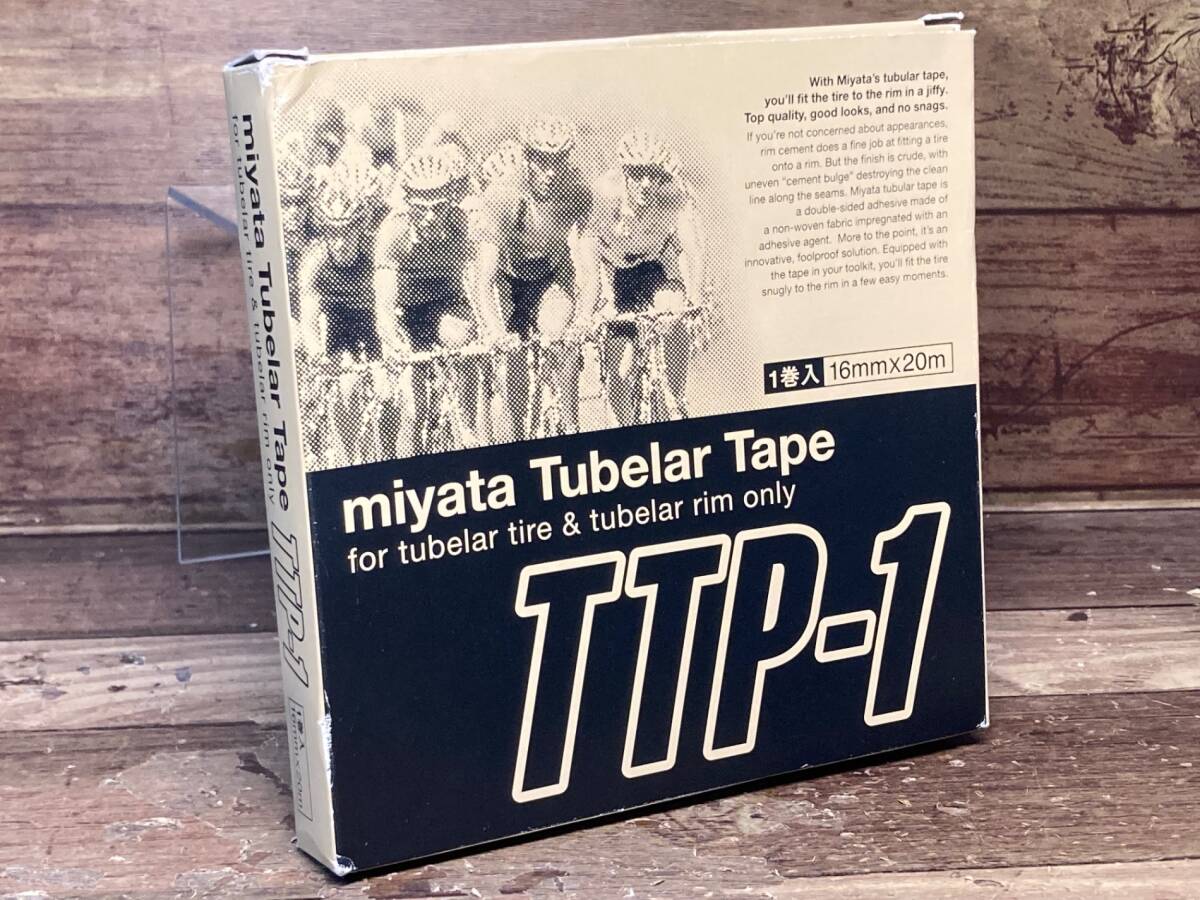 With Miyata's tubular tape,
you'll fit the tire to the rim in a jiffy.
Top quality, good looks, and no snags.
If you're not concerned about appearances,
rim cement does a fine job at fitting a tire
onto a rim. But the finish is crude, with
uneven "cement bulge" destroying the clean
line along the seams. Miyata tubular tape is
a double-sided adhesive made of
a non-woven fabric impregnated with an
adhesive agent. More to the point, it's an
innovative, foolproof solution. Equipped with
the tape in your toolkit, you'll fit the tire
snugly to the rim in a few easy moments.
1巻入 16mmX20m
miyata Tubelar Tape
for tubelar tire & tubelar rim only
TTP-1
miyata Tubelar Tape
for tubelar tire & tubelar rim only
TTP-1
1巻入 16mmX20m